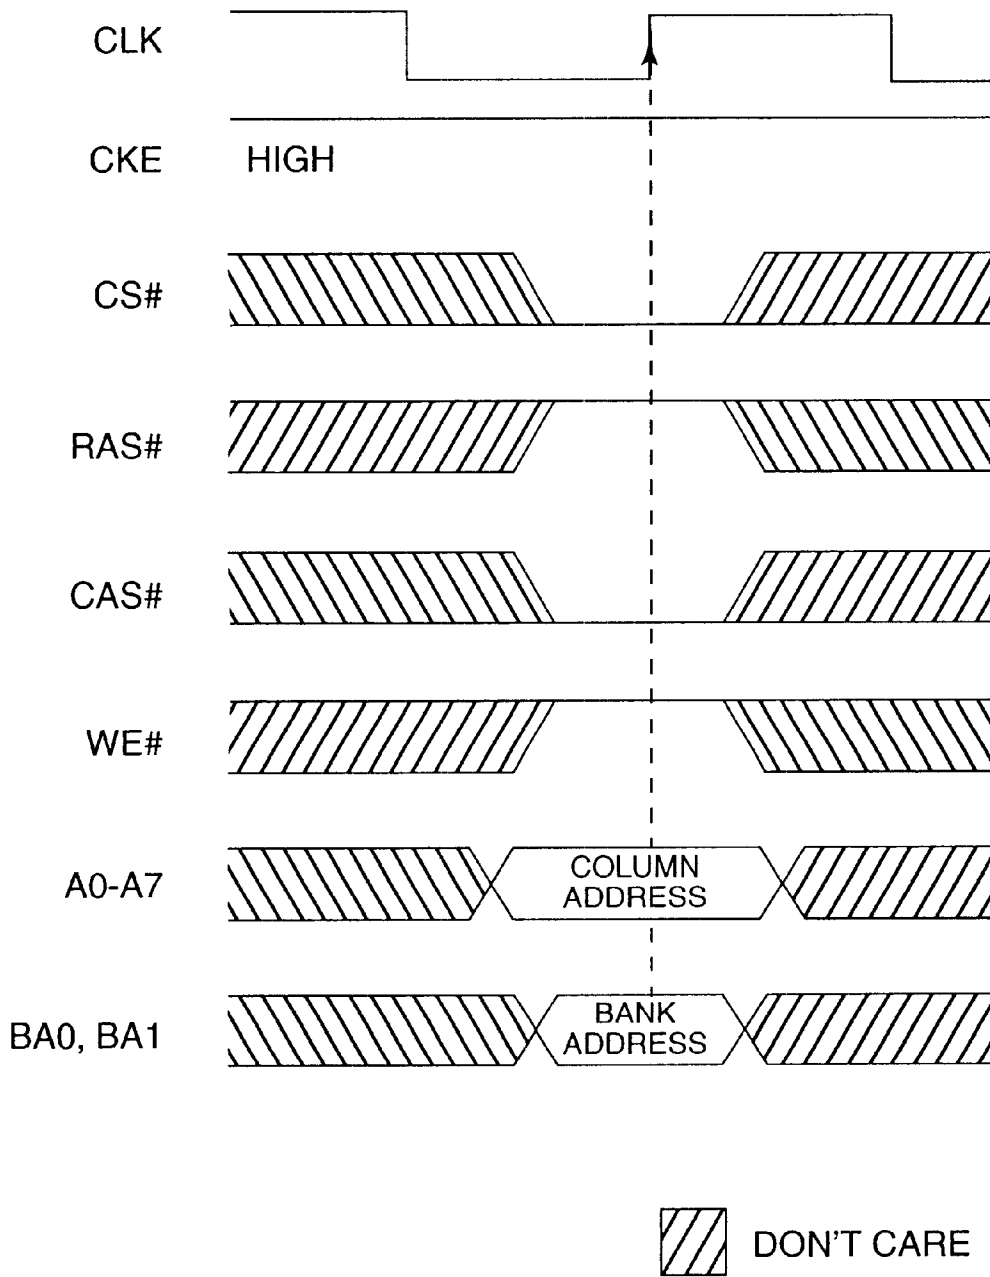 CLK
CKE HIGH
CS#
RAS#
CAS#
WE#
A0-A7
COLUMN
ADDRESS
BA0, BA1
BANK
ADDRESS
DON'T CARE